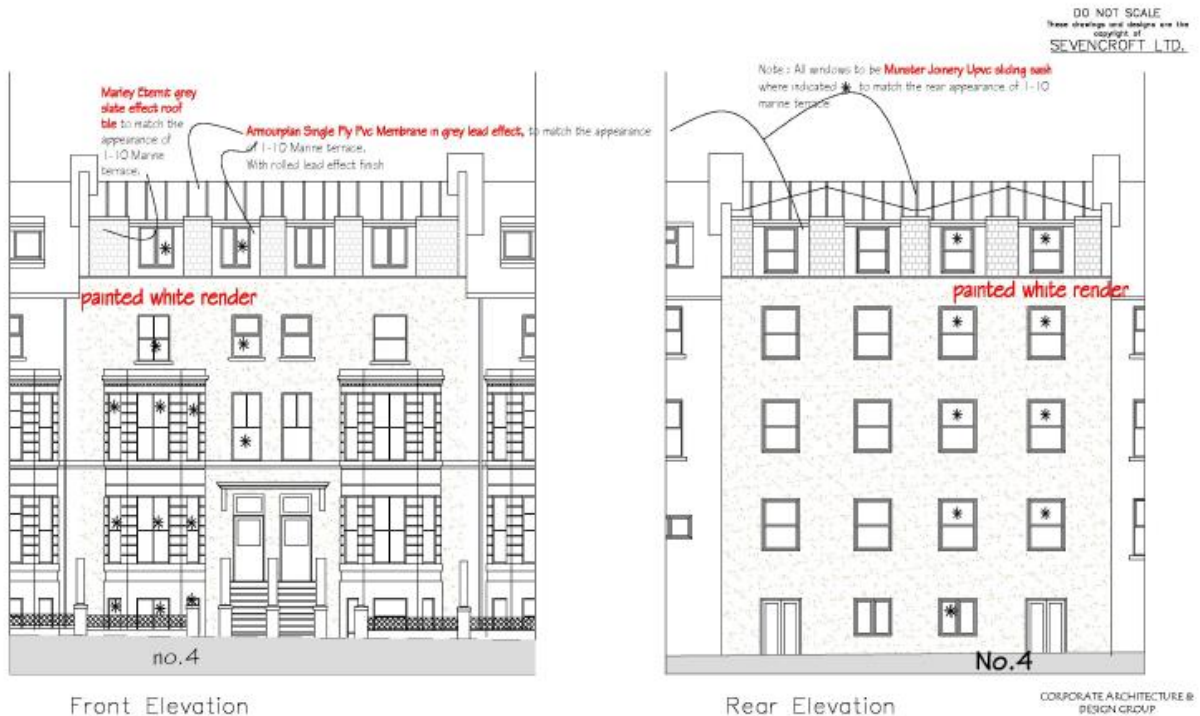 DO NOT SCALE
These drawings and designs are the
copyright of
SEVENCROFT LTD.
Marley Eternit grey
slate effect roof
tile to match the
appearance of
1-10 Marine
terrace.
Armourplan Single Ply Pvc Membrane in grey lead effect, to match the appearance
of 1-10 Marine terrace.
With rolled lead effect finish
Note : All windows to be Munster Joinery Upvc sliding sash
where indicated * to match the rear appearance of 1-10
marine terrace
painted white render
painted white render
no.4
No.4
Front Elevation
Rear Elevation
CORPORATE ARCHITECTURE &
DESIGN GROUP